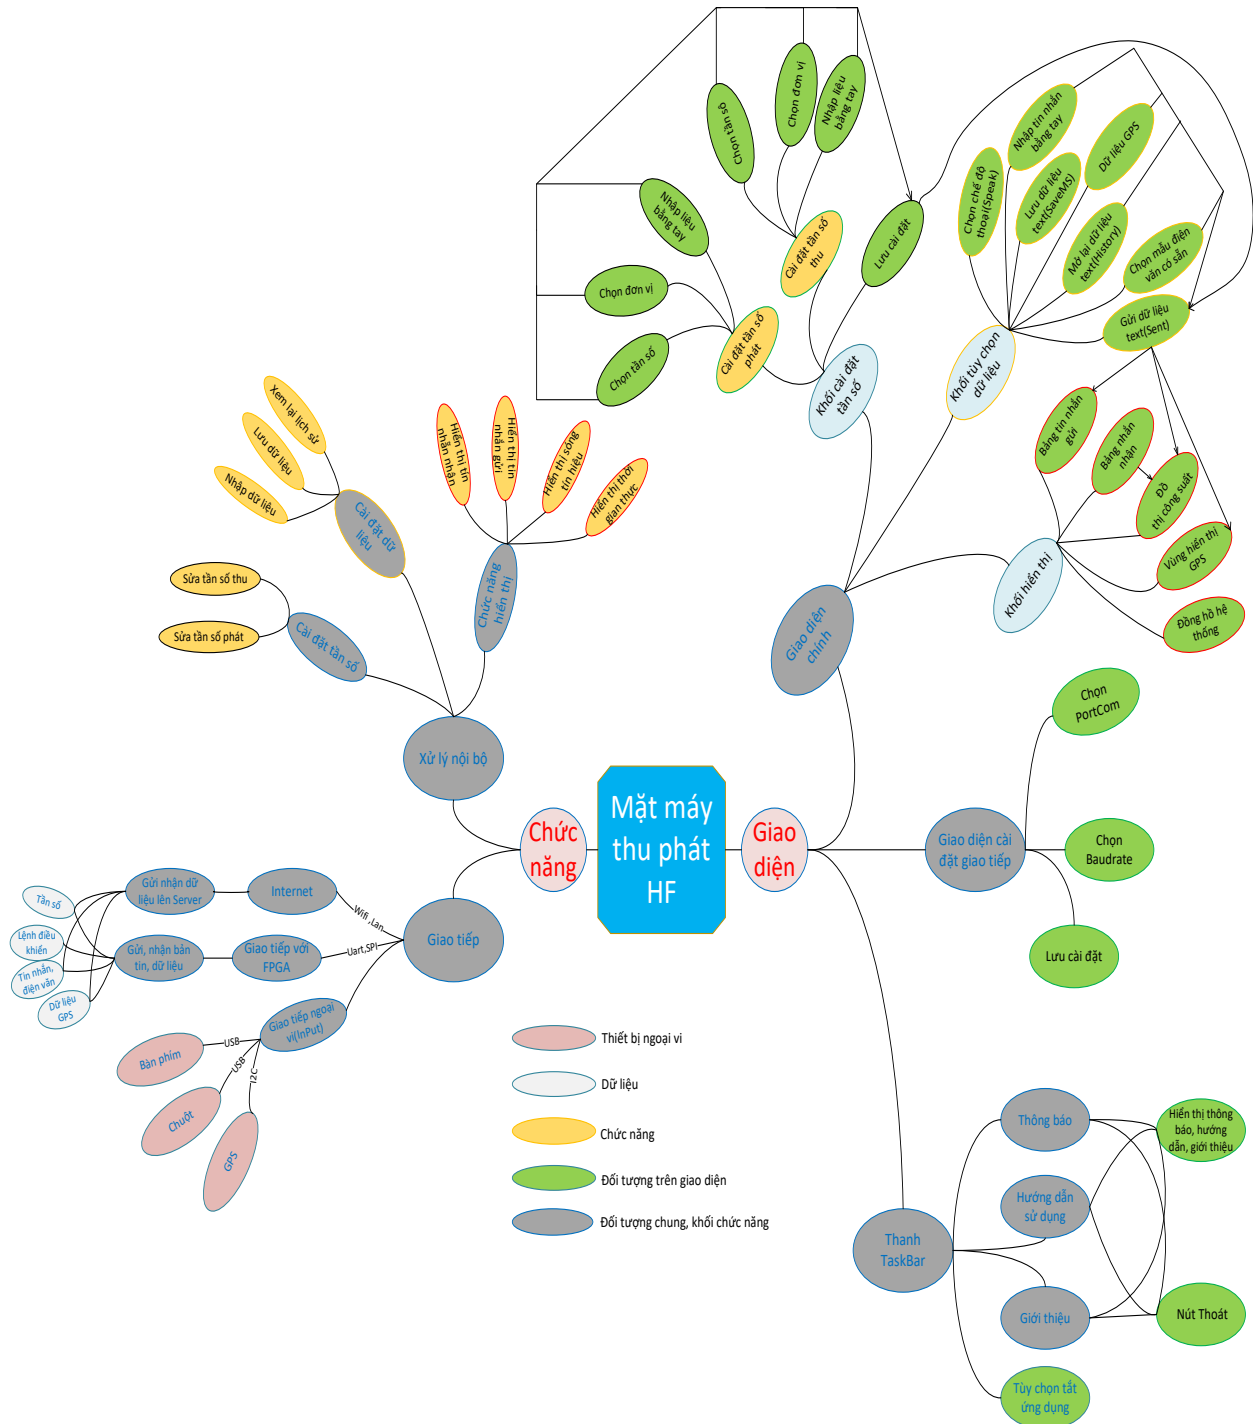 Mặt máy
thu phát
HF
Chức
năng
Giao
diện
Xử lý nội bộ
Cài đặt dữ
liệu
Xem lại lịch sử
Lưu dữ liệu
Nhập dữ liệu
Cài đặt tần số
Sửa tần số thu
Sửa tần số phát
Chức năng
hiển thị
Hiển thị tin
nhắn nhận
Hiển thị tin
nhắn gửi
Hiển thị sóng
tín hiệu
Hiển thị thời
gian thực
Giao tiếp
Wifi ,Lan
Internet
Gửi nhận dữ
liệu lên Server
Uart,SPI
Giao tiếp với
FPGA
Gửi, nhận bản
tin, dữ liệu
Tần số
Lệnh điều
khiển
Tin nhắn,
điện văn
Dữ liệu
GPS
Giao tiếp ngoại
vi(InPut)
USB
Bàn phím
USB
Chuột
I2C
GPS
Giao diện
chính
Khối cài đặt
tần số
Cài đặt tần số
phát
Nhập liệu
bằng tay
Chọn đơn vị
Chọn tần số
Cài đặt tần số
thu
Chọn tần số
Chọn đơn vị
Nhập liệu
bằng tay
Lưu cài đặt
Khối tùy chọn
dữ liệu
Chọn chế độ
thoại(Speak)
Nhập tin nhắn
bằng tay
Lưu dữ liệu
text(SaveMS)
Dữ liệu GPS
Mở lại dữ liệu
text(History)
Chọn mẫu điện
văn có sẵn
Gửi dữ liệu
text(Sent)
Khối hiển thị
Bảng tin nhắn
gửi
Bảng nhắn
nhận
Đồ
thị công suất
Vùng hiển thị
GPS
Đồng hồ hệ
thống
Giao diện cài
đặt giao tiếp
Chọn
PortCom
Chọn
Baudrate
Lưu cài đặt
Thanh
TaskBar
Thông báo
Hướng dẫn
sử dụng
Giới thiệu
Tùy chọn tắt
ứng dụng
Hiển thị thông
báo, hướng
dẫn, giới thiệu
Nút Thoát
Thiết bị ngoại vi
Dữ liệu
Chức năng
Đối tượng trên giao diện
Đối tượng chung, khối chức năng